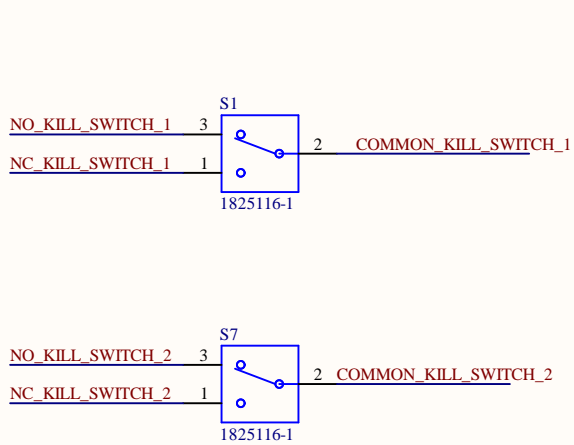 S1
NO_KILL_SWITCH_1 3
2 COMMON_KILL_SWITCH_1
NC_KILL_SWITCH_1 1
1825116-1
S7
NO_KILL_SWITCH_2 3
2 COMMON_KILL_SWITCH_2
NC_KILL_SWITCH_2 1
1825116-1